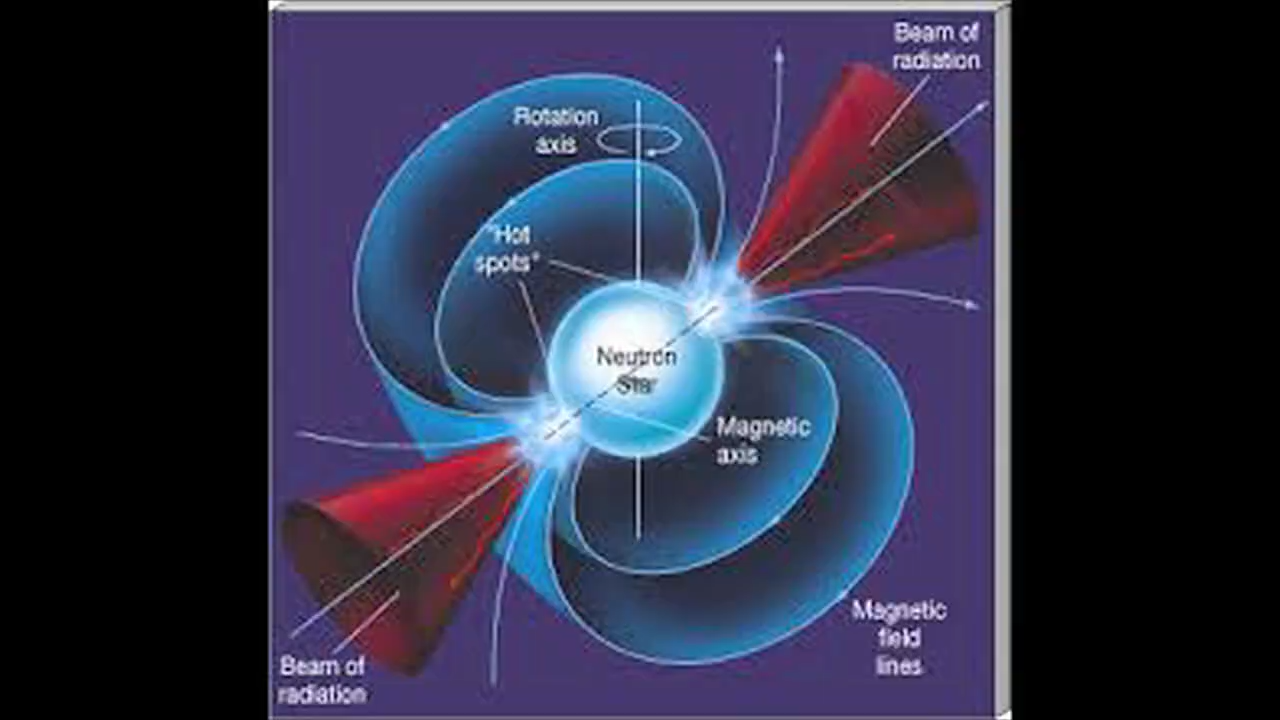 Beam of
radiation
Rotation
axis
"Hot
spots"
Neutron
Star
Magnetic
axis
Magnetic
field
lines
Beam of
radiation